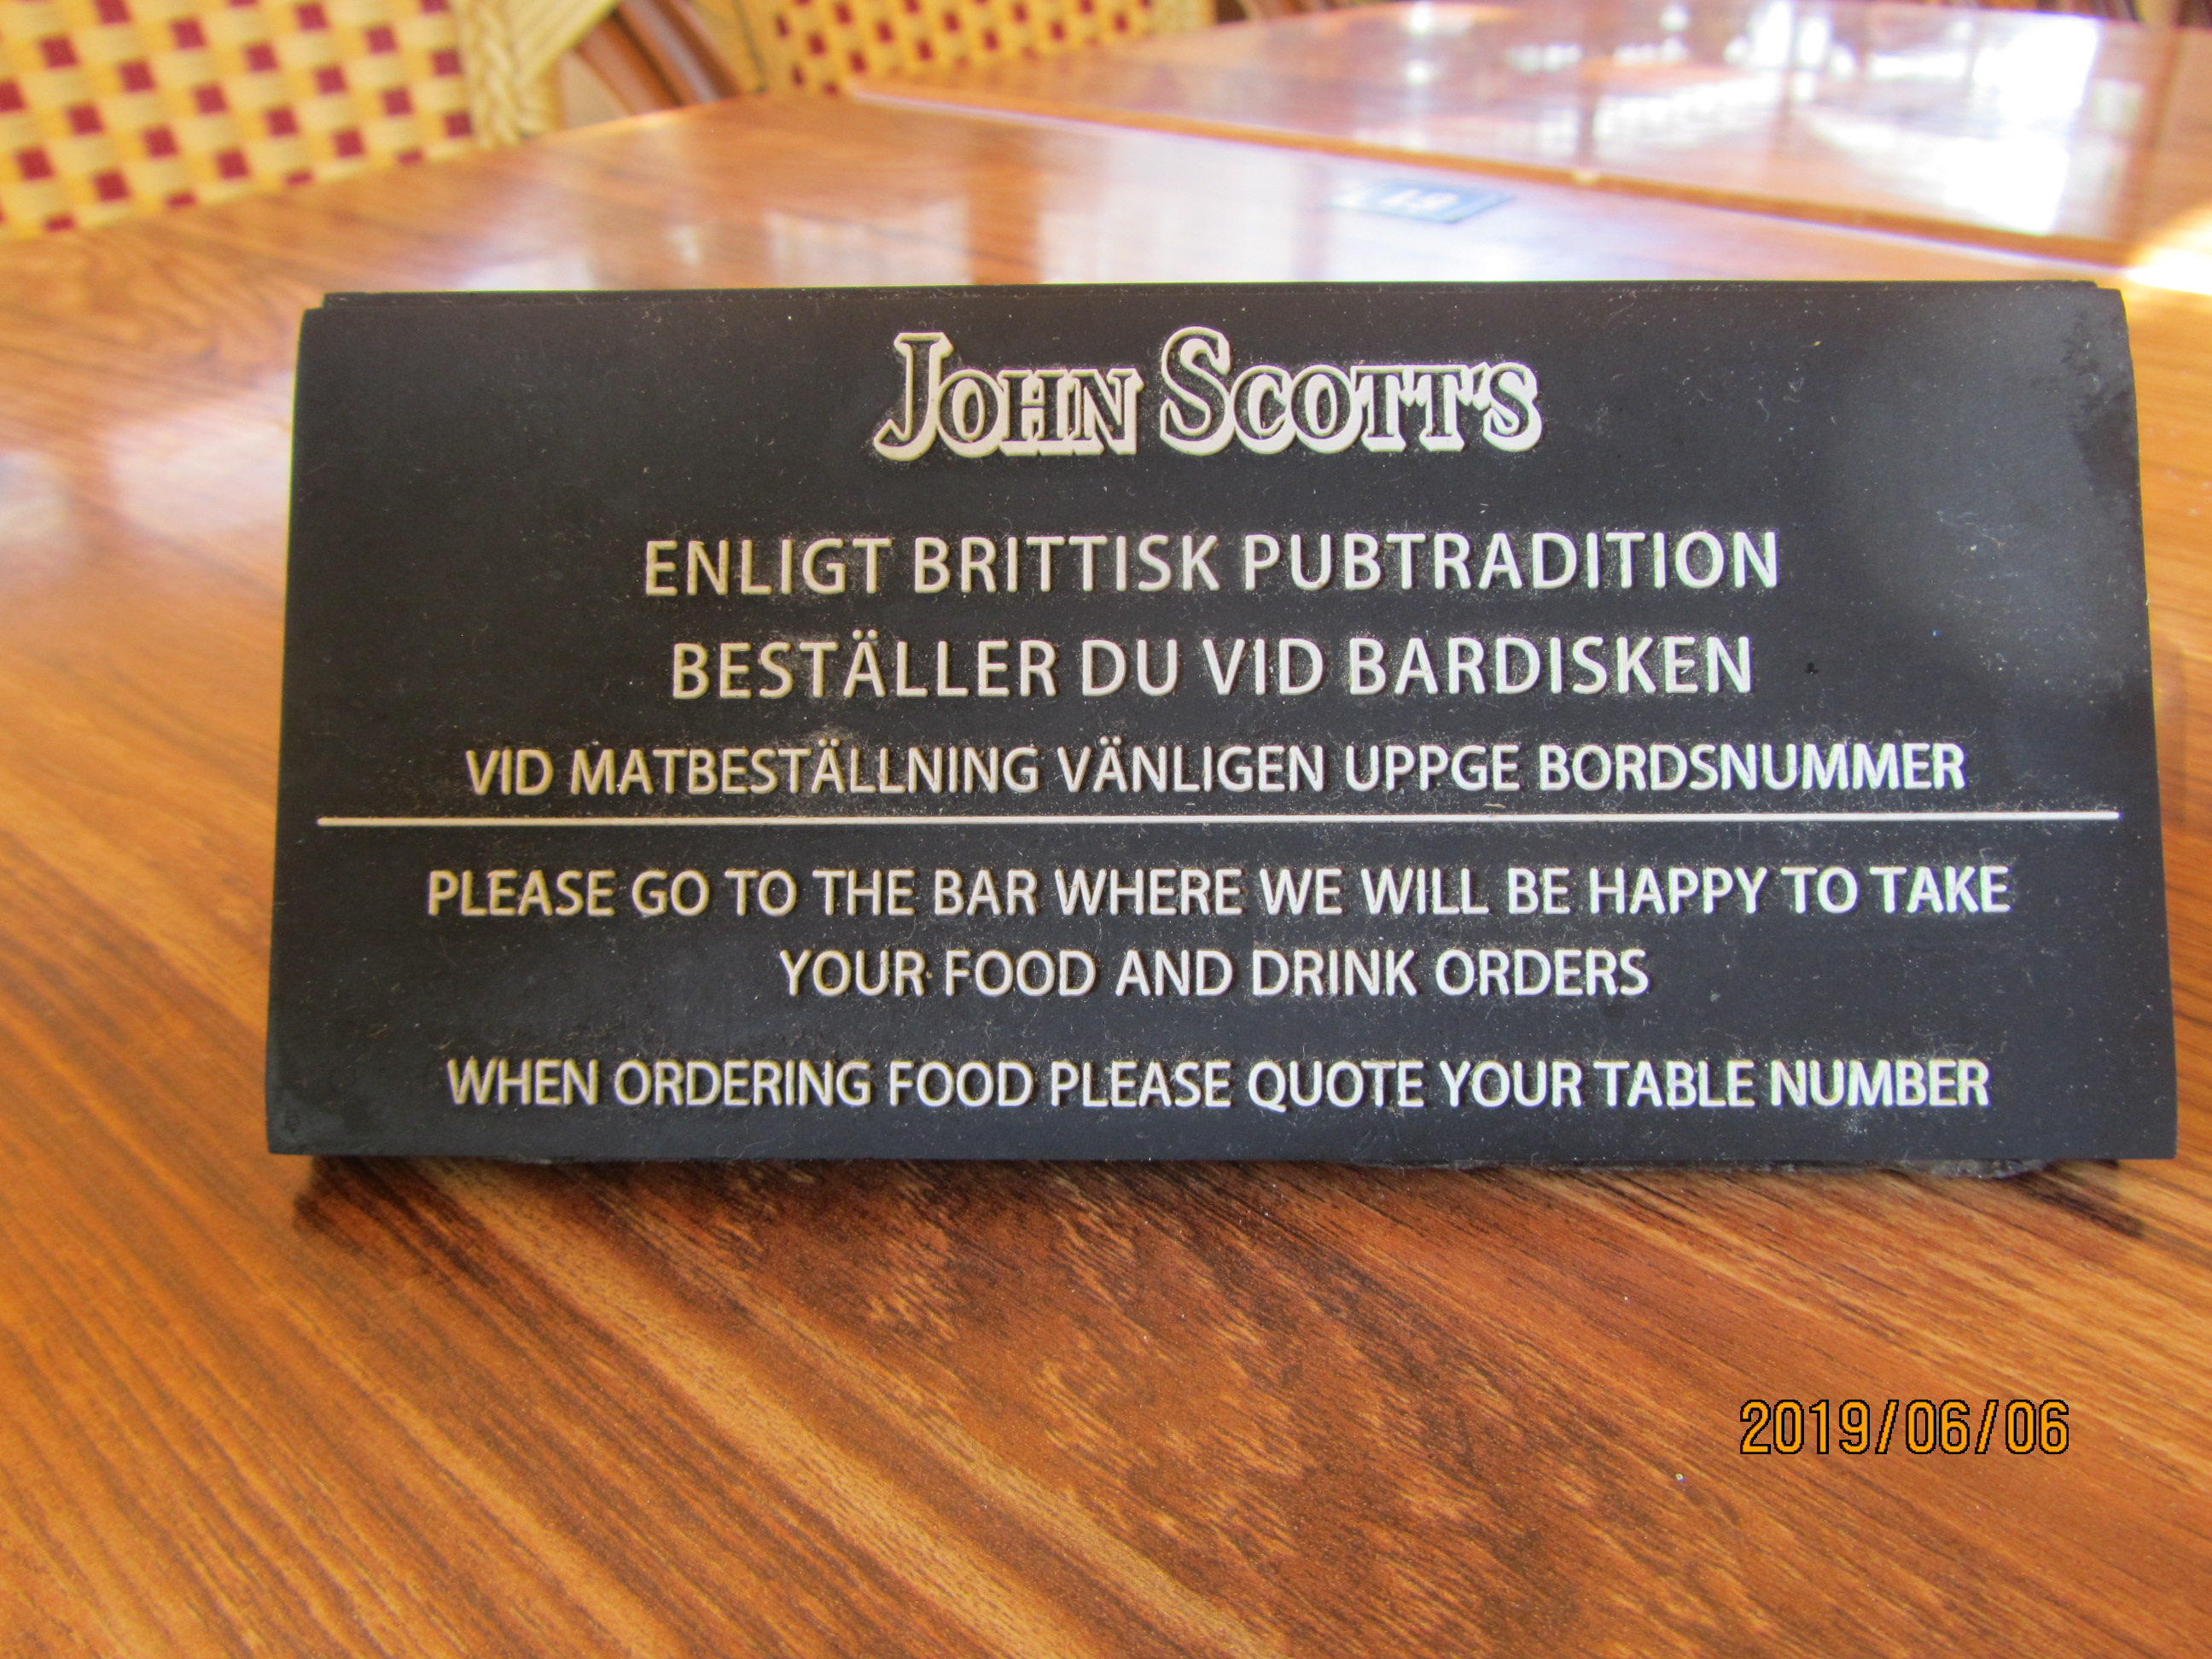 JOHN SCOTT'S
ENLIGT BRITTISK PUBTRADITION
BESTÄLLER DU VID BARDISKEN
VID MATBESTÄLLNING VÄNLIGEN UPPGE BORDSNUMMER
PLEASE GO TO THE BAR WHERE WE WILL BE HAPPY TO TAKE
YOUR FOOD AND DRINK ORDERS
WHEN ORDERING FOOD PLEASE QUOTE YOUR TABLE NUMBER
2019/06/06